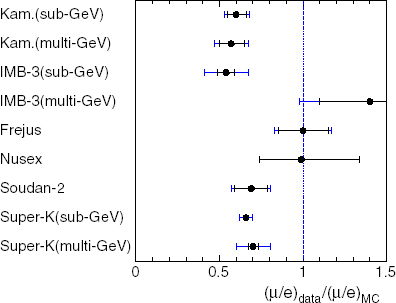 Kam.(sub-GeV)
Kam.(multi-GeV)
IMB-3(sub-GeV)
IMB-3(multi-GeV)
Frejus
Nusex
Soudan-2
Super-K(sub-GeV)
Super-K(multi-GeV)
0 0.5 1 1.5
(μ/e)data/(μ/e)MC